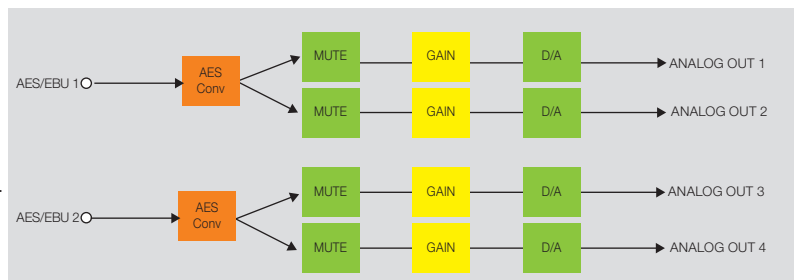 MUTE GAIN D/A ANALOG OUT 1
AES/EBU 1 AES
Conv
MUTE GAIN D/A ANALOG OUT 2
MUTE GAIN D/A ANALOG OUT 3
AES/EBU 2 AES
Conv
MUTE GAIN D/A ANALOG OUT 4